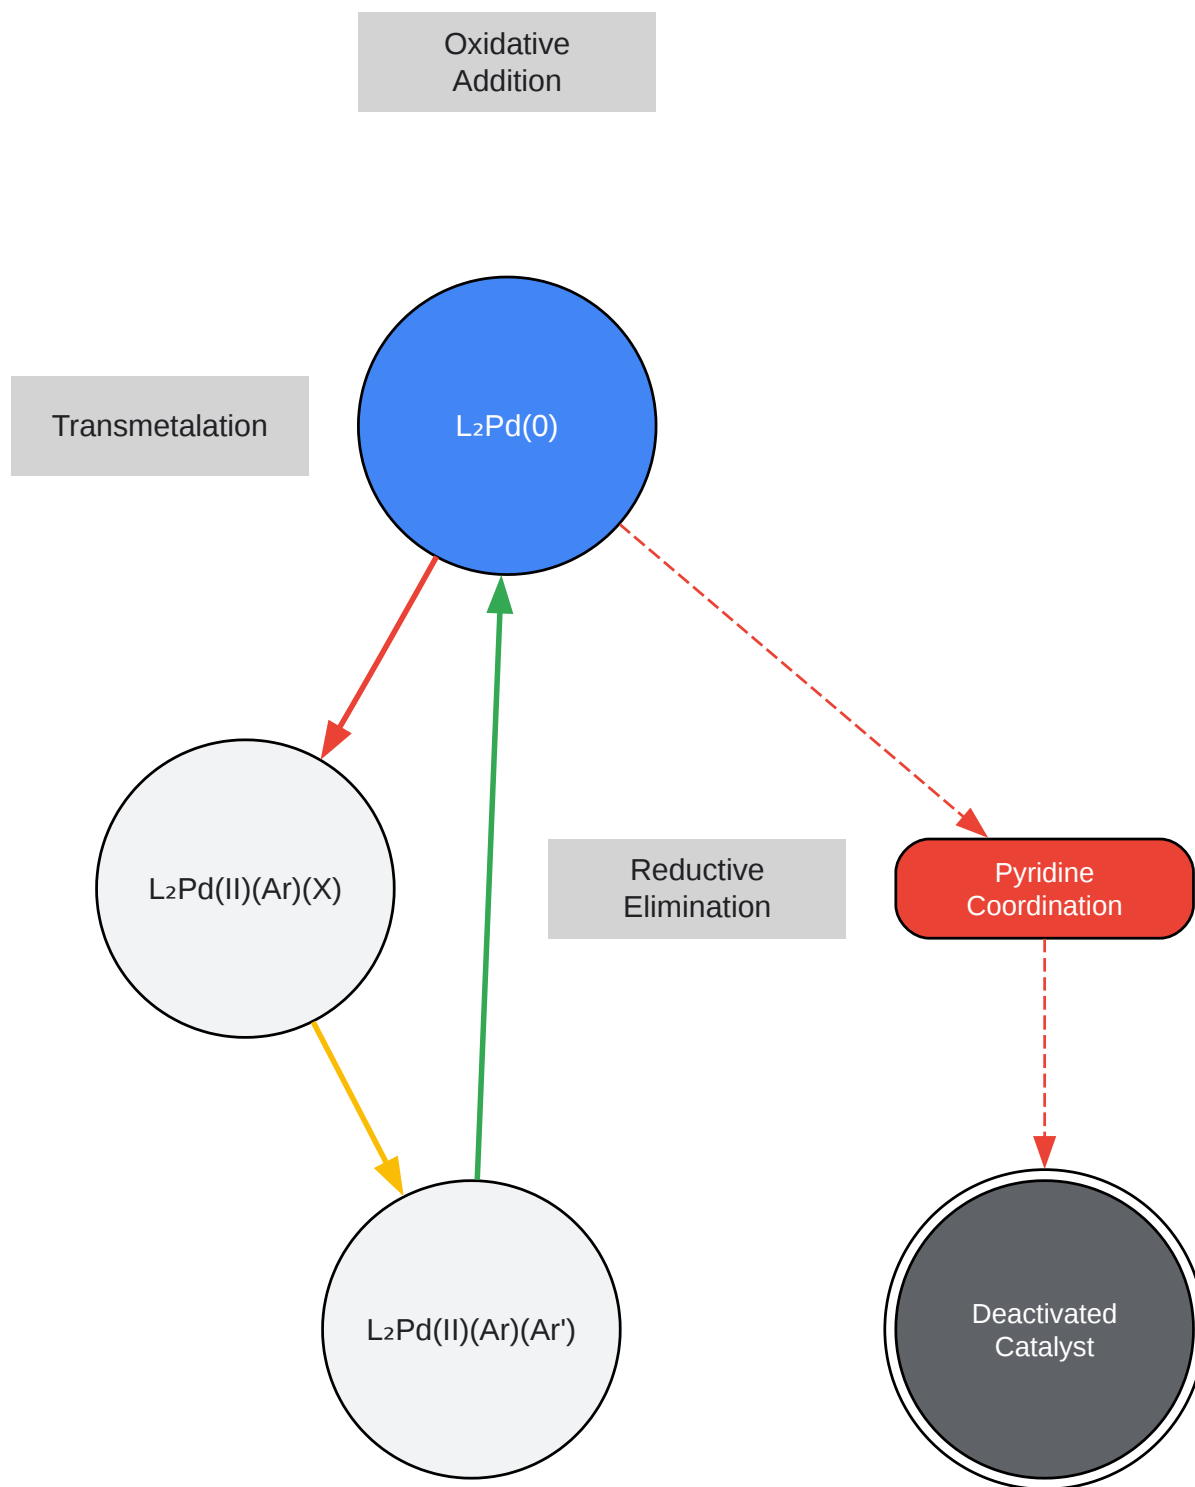 Oxidative
Addition
Transmetalation
L₂Pd(0)
L₂Pd(II)(Ar)(X)
Reductive
Elimination
Pyridine
Coordination
L₂Pd(II)(Ar)(Ar')
Deactivated
Catalyst